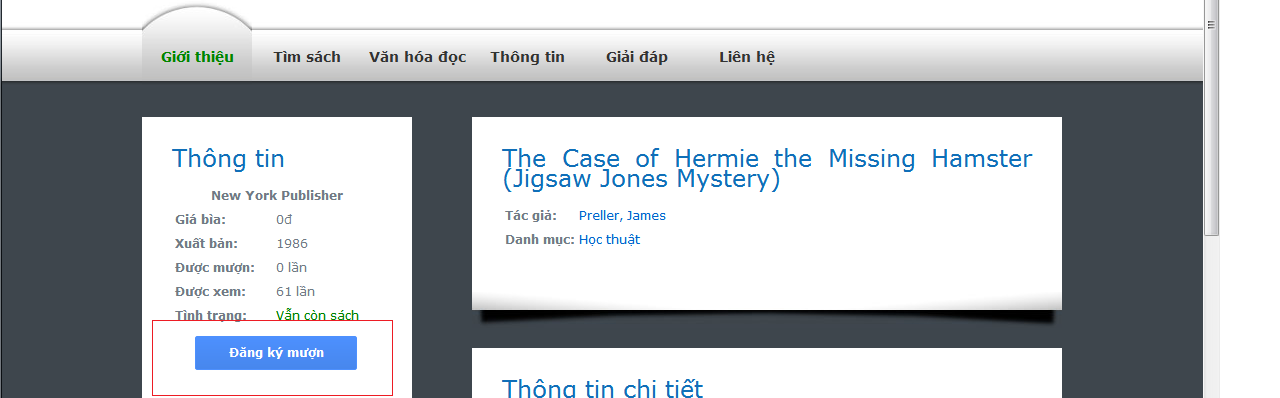 Giới thiệu Tìm sách Văn hóa đọc Thông tin Giải đáp Liên hệ
Thông tin
New York Publisher
Giá bìa: 0đ
Xuất bản: 1986
Được mượn: 0 lần
Được xem: 61 lần
Tình trạng: Vẫn còn sách
Đăng ký mượn
The Case of Hermie the Missing Hamster
(Jigsaw Jones Mystery)
Tác giả: Preller, James
Danh mục: Học thuật
Thông tin chi tiết